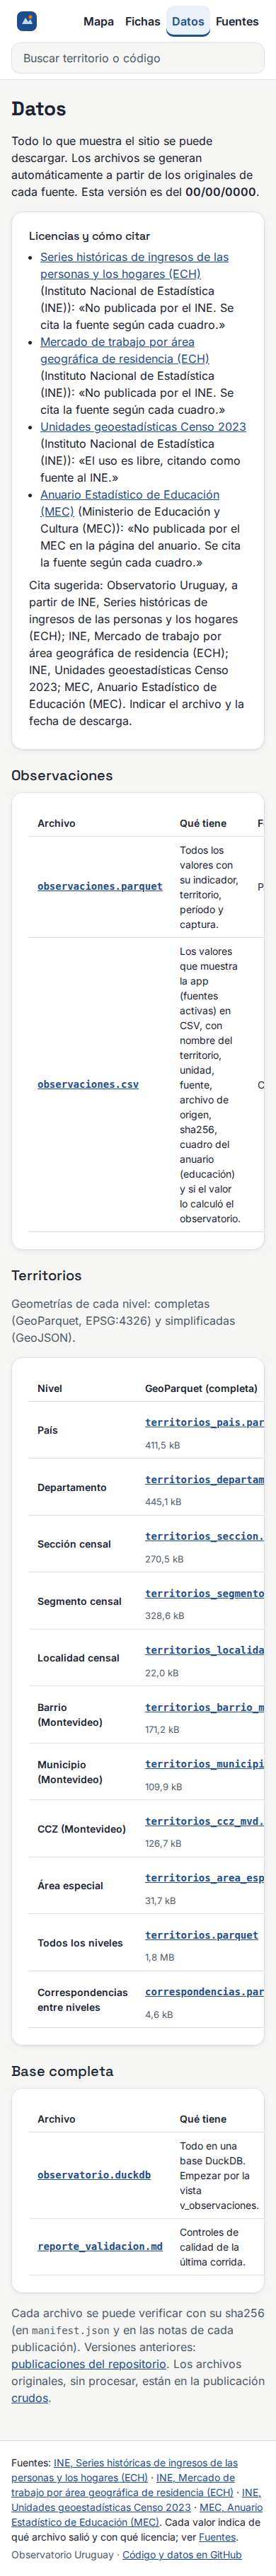 Mapa Fichas Datos Fuentes
Buscar territorio o código
Datos
Todo lo que muestra el sitio se puede
descargar. Los archivos se generan
automáticamente a partir de los originales de
cada fuente. Esta versión es del 00/00/0000.
Licencias y cómo citar
• Series históricas de ingresos de las
personas y los hogares (ECH)
(Instituto Nacional de Estadística
(INE)): «No publicada por el INE. Se
cita la fuente según cada cuadro.»
• Mercado de trabajo por área
geográfica de residencia (ECH)
(Instituto Nacional de Estadística
(INE)): «No publicada por el INE. Se
cita la fuente según cada cuadro.»
• Unidades geoestadísticas Censo 2023
(Instituto Nacional de Estadística
(INE)): «El uso es libre, citando como
fuente al INE.»
• Anuario Estadístico de Educación
(MEC) (Ministerio de Educación y
Cultura (MEC)): «No publicada por el
MEC en la página del anuario. Se cita
la fuente según cada cuadro.»
Cita sugerida: Observatorio Uruguay, a
partir de INE, Series históricas de
ingresos de las personas y los hogares
(ECH); INE, Mercado de trabajo por
área geográfica de residencia (ECH);
INE, Unidades geoestadísticas Censo
2023; MEC, Anuario Estadístico de
Educación (MEC). Indicar el archivo y la
fecha de descarga.
Observaciones
Archivo Qué tiene
observaciones.parquet
Todos los
valores con
su indicador,
territorio,
período y
captura.
observaciones.csv
Los valores
que muestra
la app
(fuentes
activas) en
CSV, con
nombre del
territorio,
unidad,
fuente,
archivo de
origen,
sha256,
cuadro del
anuario
(educación)
y si el valor
lo calculó el
observatorio.
Territorios
Geometrías de cada nivel: completas
(GeoParquet, EPSG:4326) y simplificadas
(GeoJSON).
Nivel GeoParquet (completa)
País territorios_pais.par
411,5 kB
Departamento territorios_departam
445,1 kB
Sección censal territorios_seccion.
270,5 kB
Segmento censal territorios_segmento
328,6 kB
Localidad censal territorios_localida
22,0 kB
Barrio
(Montevideo)
territorios_barrio_m
171,2 kB
Municipio
(Montevideo)
territorios_municipi
109,9 kB
CCZ (Montevideo) territorios_ccz_mvd.
126,7 kB
Área especial territorios_area_esp
31,7 kB
Todos los niveles territorios.parquet
1,8 MB
Correspondencias
entre niveles
correspondencias.par
4,6 kB
Base completa
Archivo Qué tiene
observatorio.duckdb
Todo en una
base DuckDB.
Empezar por la
vista
v_observaciones.
reporte_validacion.md
Controles de
calidad de la
última corrida.
Cada archivo se puede verificar con su sha256
(en manifest.json y en las notas de cada
publicación). Versiones anteriores:
publicaciones del repositorio. Los archivos
originales, sin procesar, están en la publicación
crudos.
Fuentes: INE, Series históricas de ingresos de las
personas y los hogares (ECH) · INE, Mercado de
trabajo por área geográfica de residencia (ECH) · INE,
Unidades geoestadísticas Censo 2023 · MEC, Anuario
Estadístico de Educación (MEC). Cada valor indica de
qué archivo salió y con qué licencia; ver Fuentes.
Observatorio Uruguay · Código y datos en GitHub